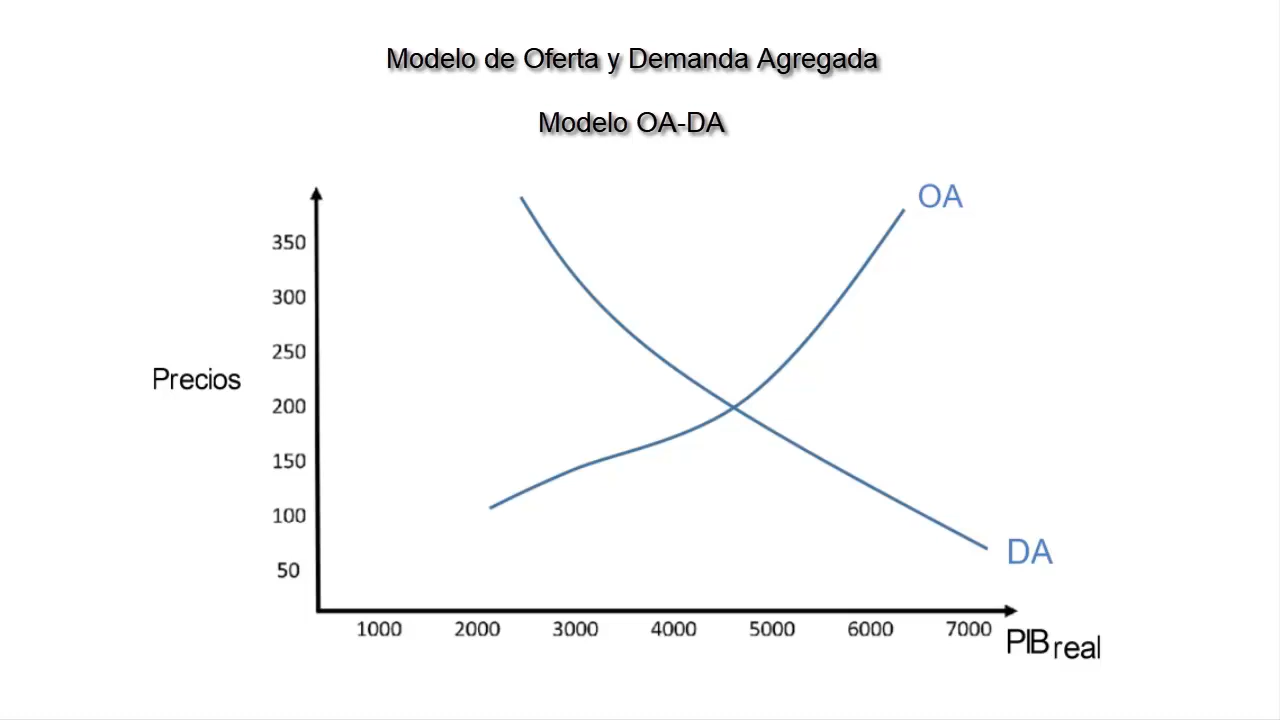 Modelo de Oferta y Demanda Agregada
Modelo OA-DA
OA
350
300
250
Precios
200
150
100
DA
50
1000 2000 3000 4000 5000 6000 7000
PIB real